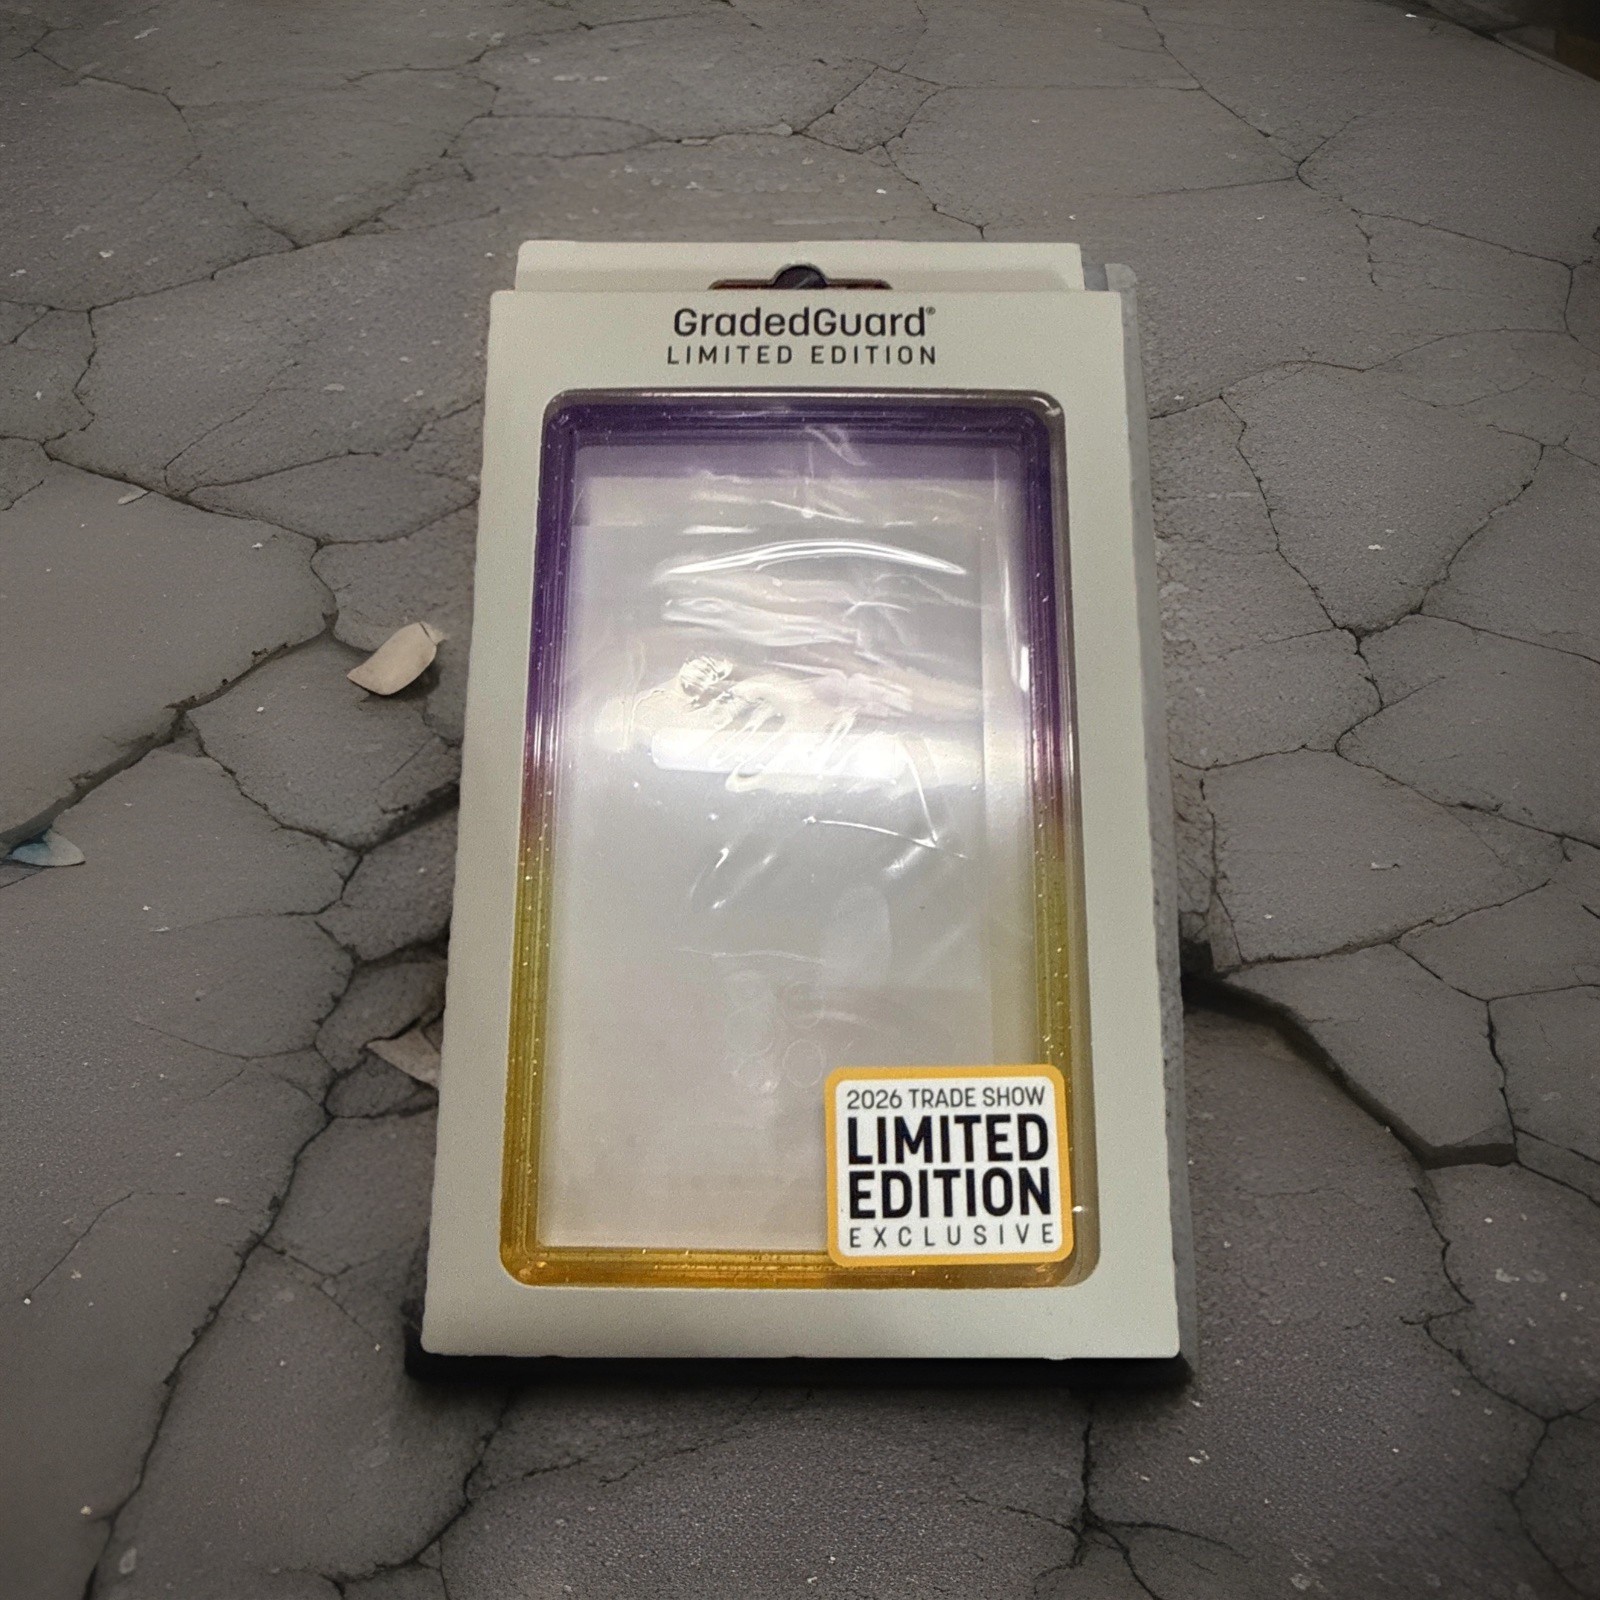 GradedGuard®
LIMITED EDITION
2026 TRADE SHOW
LIMITED
EDITION
EXCLUSIVE